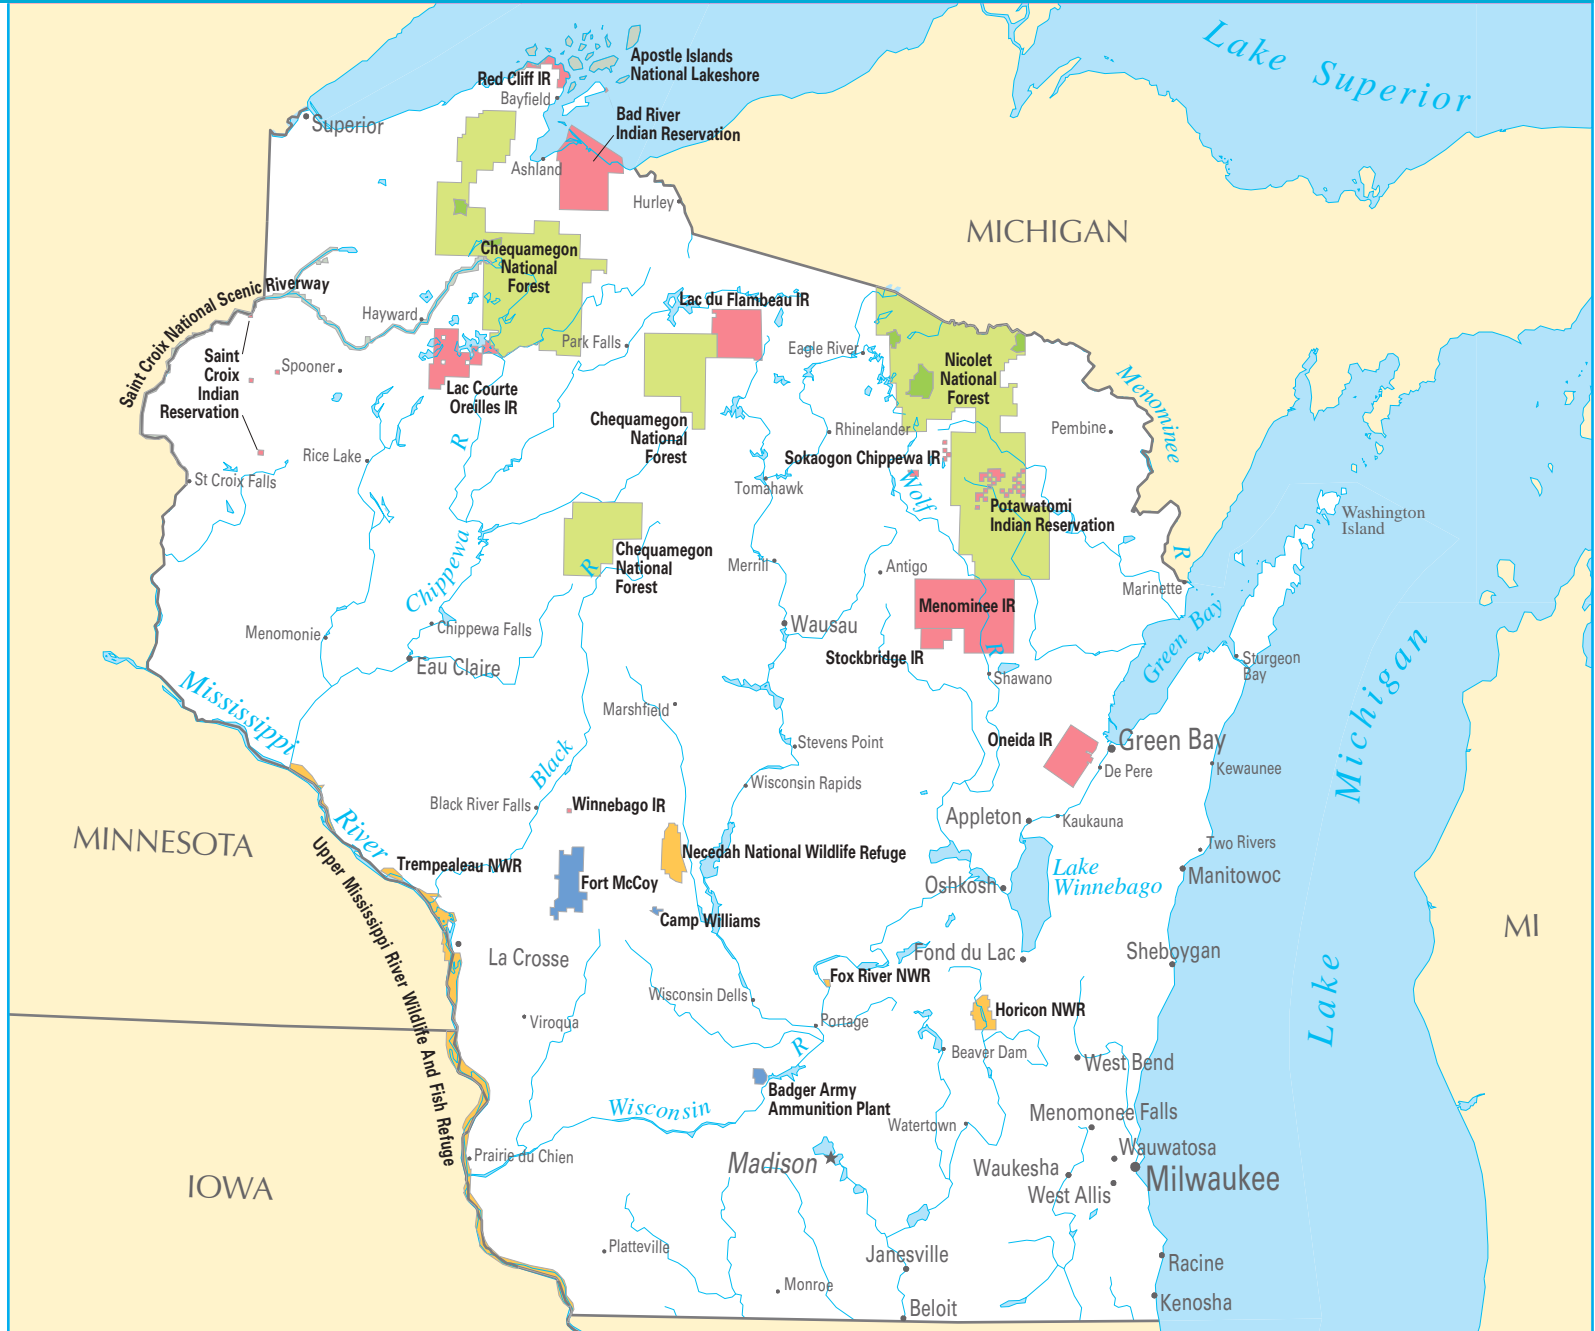 Lake Superior
Apostle Islands
National Lakeshore
Red Cliff IR
Bayfield
Bad River
Indian Reservation
Superior
Ashland
Hurley
MICHIGAN
Chequamegon
National
Forest
Saint Croix National Scenic Riverway
Lac du Flambeau IR
Hayward
Park Falls
Eagle River
Saint
Croix
Indian
Reservation
Spooner
Lac Courte
Oreilles IR
Nicolet
National
Forest
Menominee
R
Chequamegon
National
Forest
Rhinelander
Pembine
R
Rice Lake
Sokaogon Chippewa IR
St Croix Falls
Tomahawk
Wolf
R
Potawatomi
Indian Reservation
Washington
Island
Chippewa
Chequamegon
National
Forest
R
Merrill
Antigo
Marinette
Menominee IR
Green Bay
Menomonie
Chippewa Falls
Wausau
Eau Claire
Stockbridge IR
Shawano
Sturgeon
Bay
Mississippi
River
Marshfield
Lake Michigan
Black
Stevens Point
Oneida IR
Green Bay
De Pere
Kewaunee
Wisconsin Rapids
Black River Falls
Winnebago IR
Appleton
Kaukauna
MINNESOTA
Two Rivers
Trempealeau NWR
Necedah National Wildlife Refuge
Lake
Winnebago
Fort McCoy
Oshkosh
Manitowoc
Camp Williams
MI
Upper Mississippi River Wildlife And Fish Refuge
La Crosse
Fond du Lac
Sheboygan
Fox River NWR
Wisconsin Dells
Horicon NWR
Viroqua
Portage
R
Beaver Dam
West Bend
Badger Army
Ammunition Plant
Wisconsin
Menomonee Falls
Watertown
Prairie du Chien
Madison
Wauwatosa
Waukesha
Milwaukee
IOWA
West Allis
Platteville
Janesville
Racine
Monroe
Beloit
Kenosha